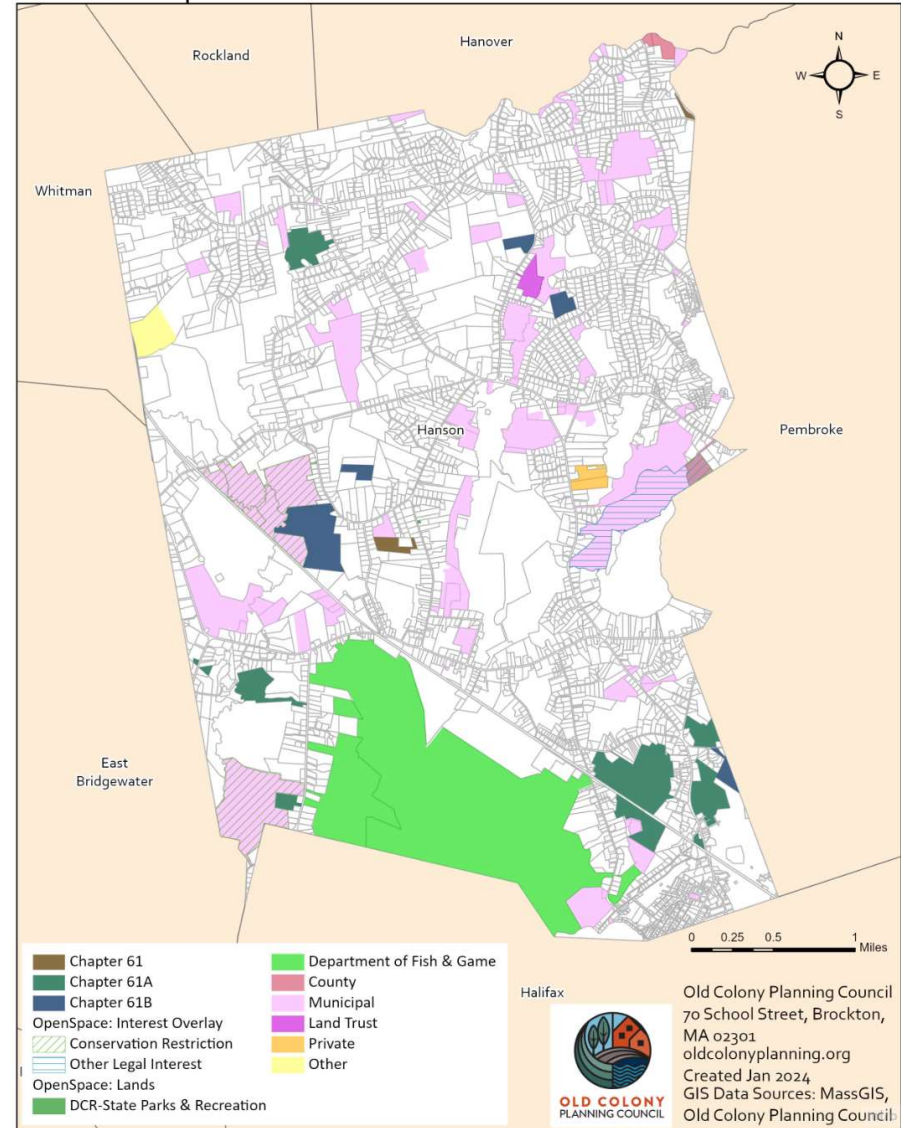 Rockland
Hanover
N
W
E
S
Whitman
Hanson
Pembroke
East
Bridgewater
0 0.25 0.5 1
Miles
Halifax
Chapter 61
Chapter 61A
Chapter 61B
OpenSpace: Interest Overlay
Conservation Restriction
Other Legal Interest
OpenSpace: Lands
DCR-State Parks & Recreation
Department of Fish & Game
County
Municipal
Land Trust
Private
Other
OLD COLONY
PLANNING COUNCIL
Old Colony Planning Council
70 School Street, Brockton,
MA 02301
oldcolonyplanning.org
Created Jan 2024
GIS Data Sources: MassGIS,
Old Colony Planning Council